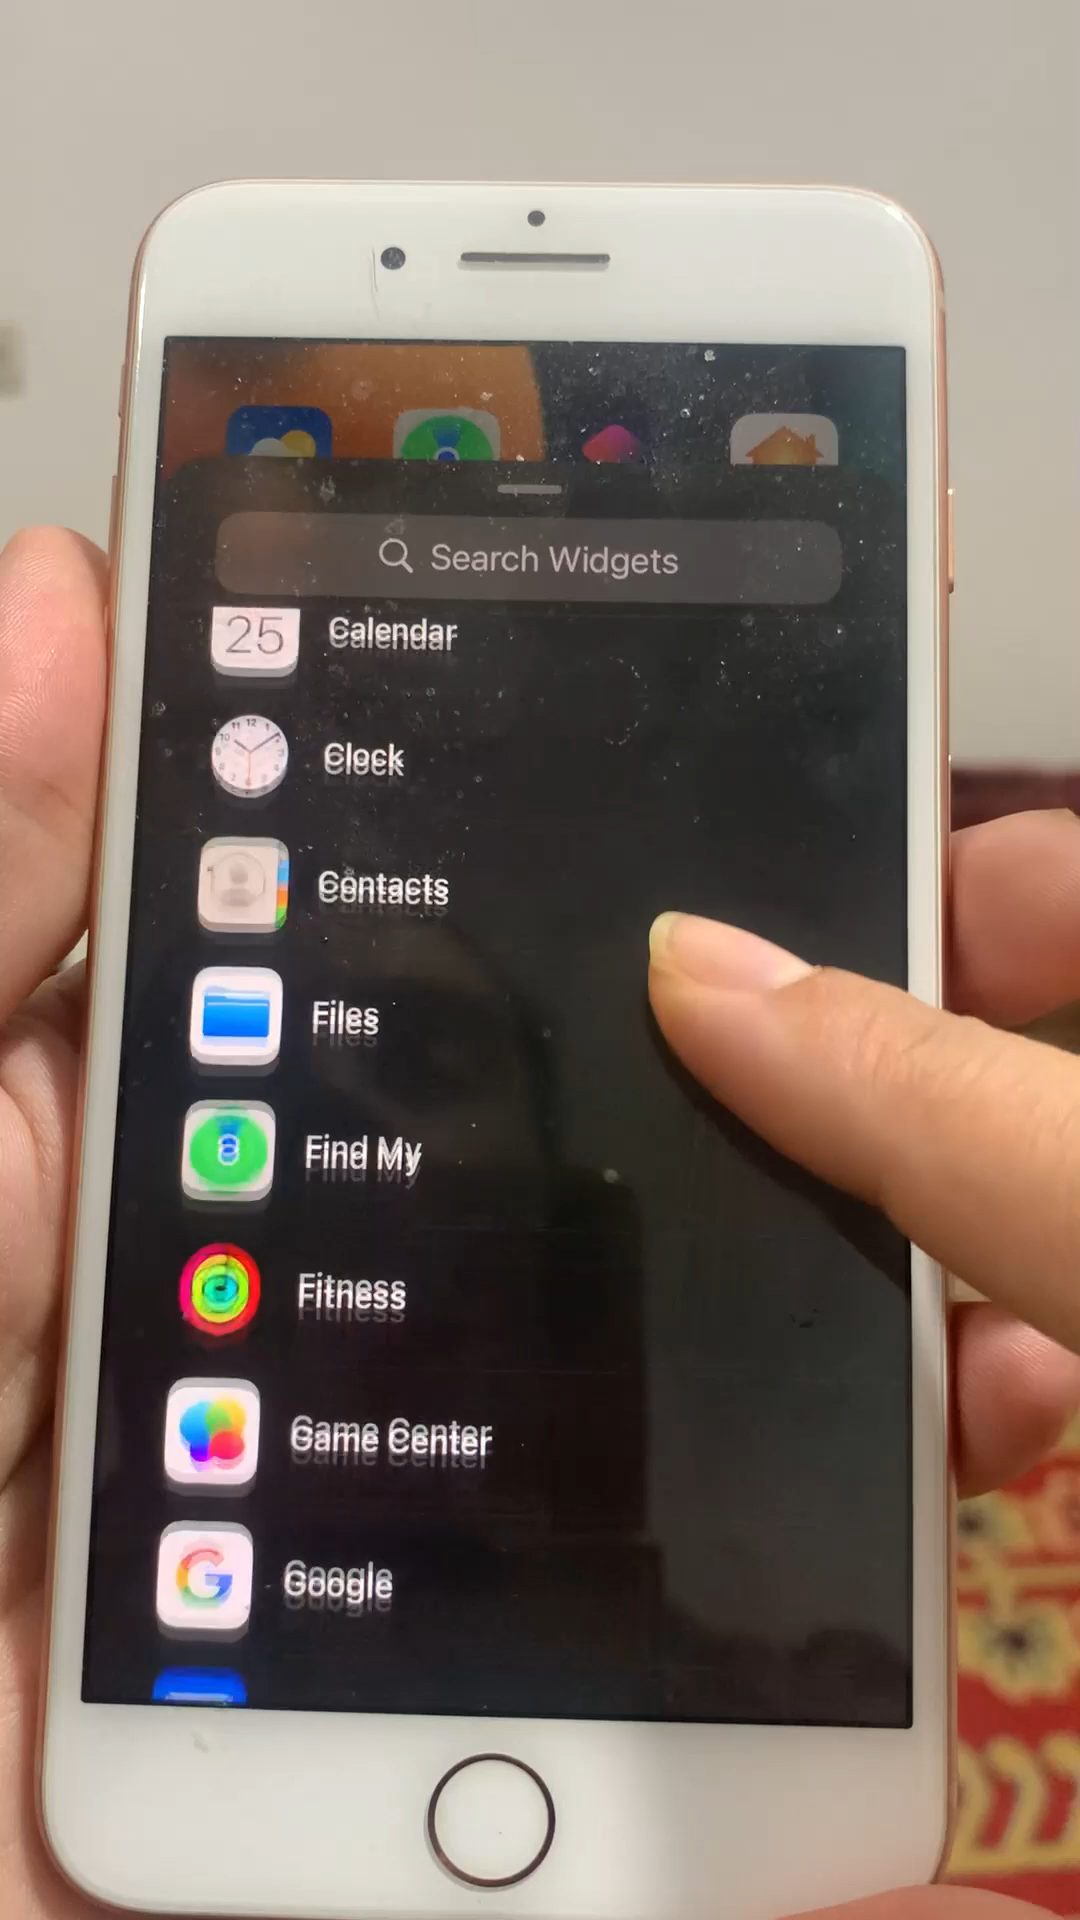 Search Widgets
25
Calendar
Clock
Contacts
Files
Find My
Fitness
Game Center
G
Google